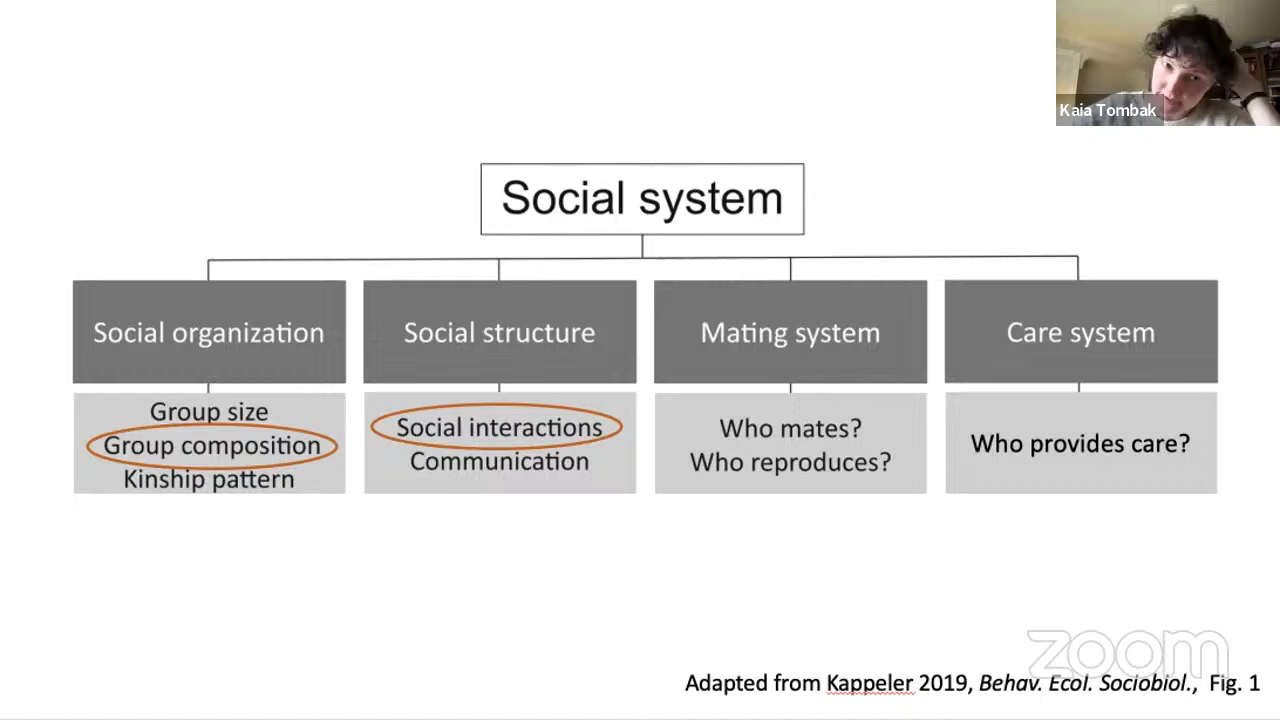 Kaia Tombak
Social system
Social organization
Social structure
Mating system
Care system
Group size
Group composition
Kinship pattern
Social interactions
Communication
Who mates?
Who reproduces?
Who provides care?
zoom
Adapted from Kappeler 2019, Behav. Ecol. Sociobiol., Fig. 1